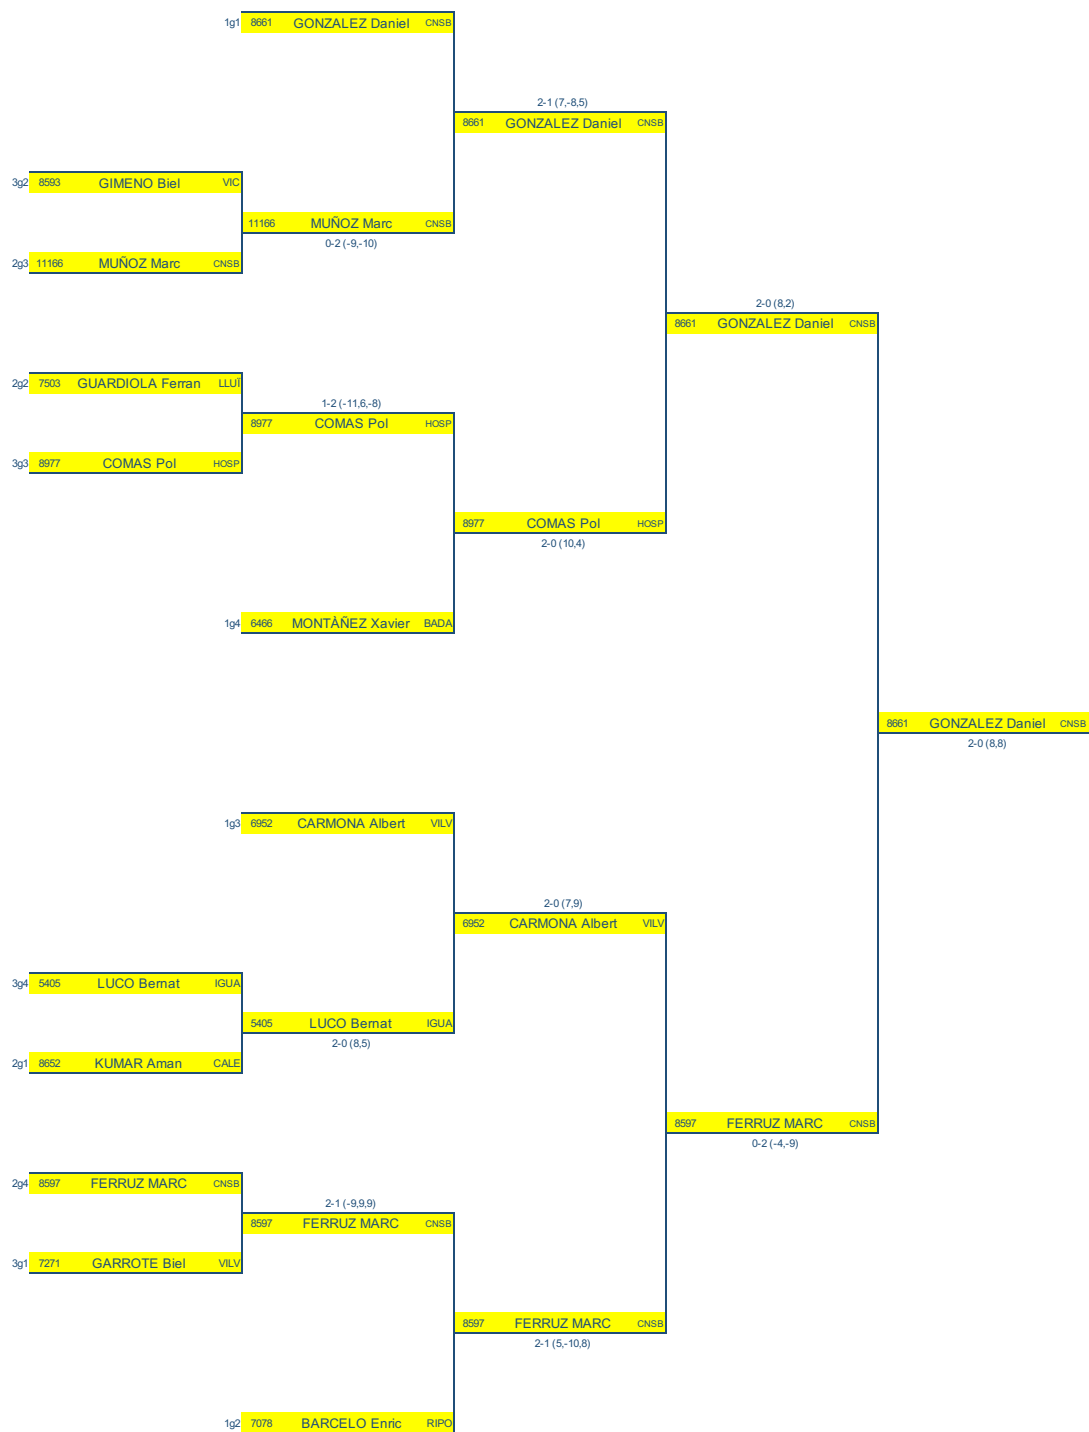 1g1 8661 GONZALEZ Daniel CNSB
2-1 (7,-8,5)
8661 GONZALEZ Daniel CNSB
3g2 8593 GIMENO Biel VIC
11166 MUÑOZ Marc CNSB
0-2 (-9,-10)
2g3 11166 MUÑOZ Marc CNSB
2-0 (8,2)
8661 GONZALEZ Daniel CNSB
2g2 7503 GUARDIOLA Ferran LLUÏ
1-2 (-11,6,-8)
8977 COMAS Pol HOSP
3g3 8977 COMAS Pol HOSP
8977 COMAS Pol HOSP
2-0 (10,4)
1g4 6466 MONTÀÑEZ Xavier BADA
8661 GONZALEZ Daniel CNSB
2-0 (8,8)
1g3 6952 CARMONA Albert VILV
2-0 (7,9)
6952 CARMONA Albert VILV
3g4 5405 LUCO Bernat IGUA
5405 LUCO Bernat IGUA
2-0 (8,5)
2g1 8652 KUMAR Aman CALE
8597 FERRUZ MARC CNSB
0-2 (-4,-9)
2g4 8597 FERRUZ MARC CNSB
2-1 (-9,9,9)
8597 FERRUZ MARC CNSB
3g1 7271 GARROTE Biel VILV
8597 FERRUZ MARC CNSB
2-1 (5,-10,8)
1g2 7078 BARCELO Enric RIPO